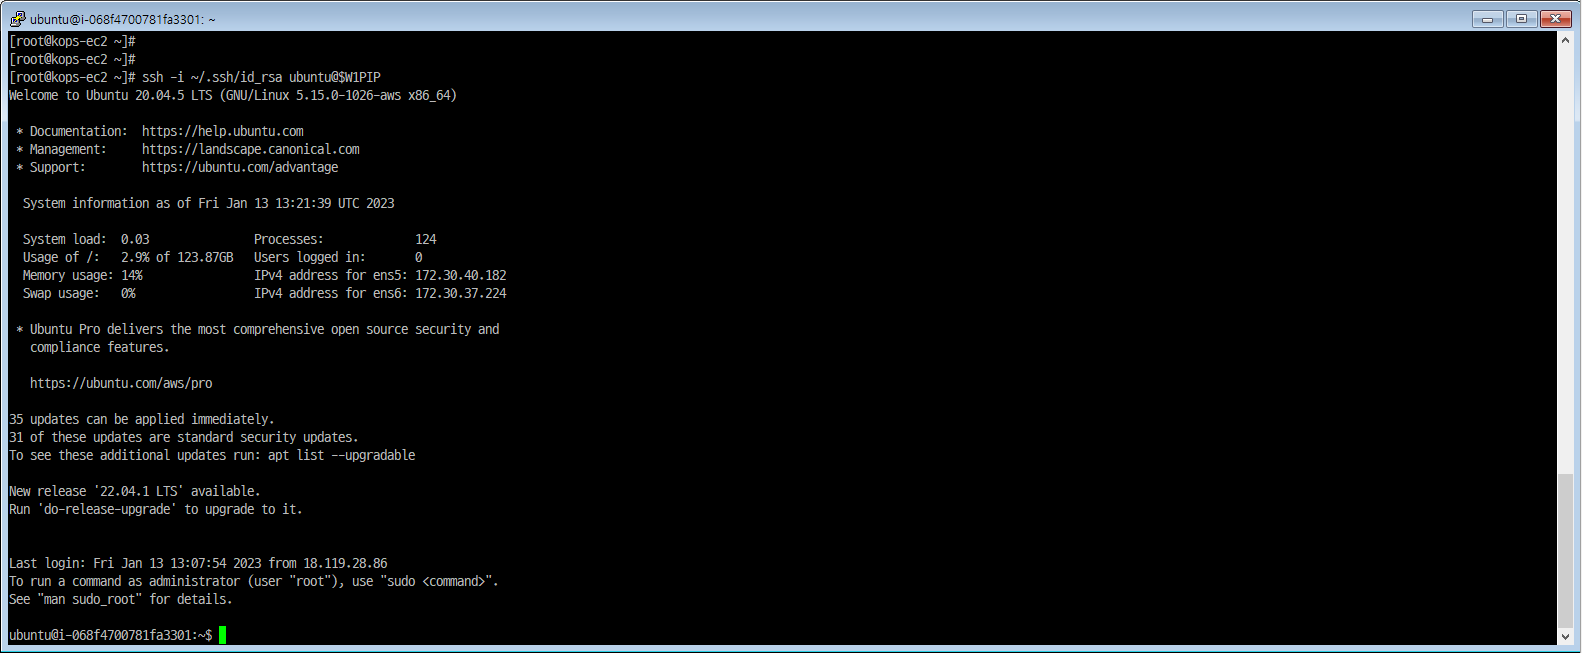 ubuntu@i-068f4700781fa3301: ~
[root@kops-ec2 ~]#
[root@kops-ec2 ~]#
[root@kops-ec2 ~]# ssh -i ~/.ssh/id_rsa ubuntu@$W1PIP
Welcome to Ubuntu 20.04.5 LTS (GNU/Linux 5.15.0-1026-aws x86_64)

 * Documentation:  https://help.ubuntu.com
 * Management:     https://landscape.canonical.com
 * Support:        https://ubuntu.com/advantage

  System information as of Fri Jan 13 13:21:39 UTC 2023

  System load:  0.03               Processes:             124
  Usage of /:   2.9% of 123.87GB   Users logged in:       0
  Memory usage: 14%                IPv4 address for ens5: 172.30.40.182
  Swap usage:   0%                 IPv4 address for ens6: 172.30.37.224

 * Ubuntu Pro delivers the most comprehensive open source security and
   compliance features.

   https://ubuntu.com/aws/pro

35 updates can be applied immediately.
31 of these updates are standard security updates.
To see these additional updates run: apt list --upgradable

New release '22.04.1 LTS' available.
Run 'do-release-upgrade' to upgrade to it.


Last login: Fri Jan 13 13:07:54 2023 from 18.119.28.86
To run a command as administrator (user "root"), use "sudo <command>".
See "man sudo_root" for details.

ubuntu@i-068f4700781fa3301:~$